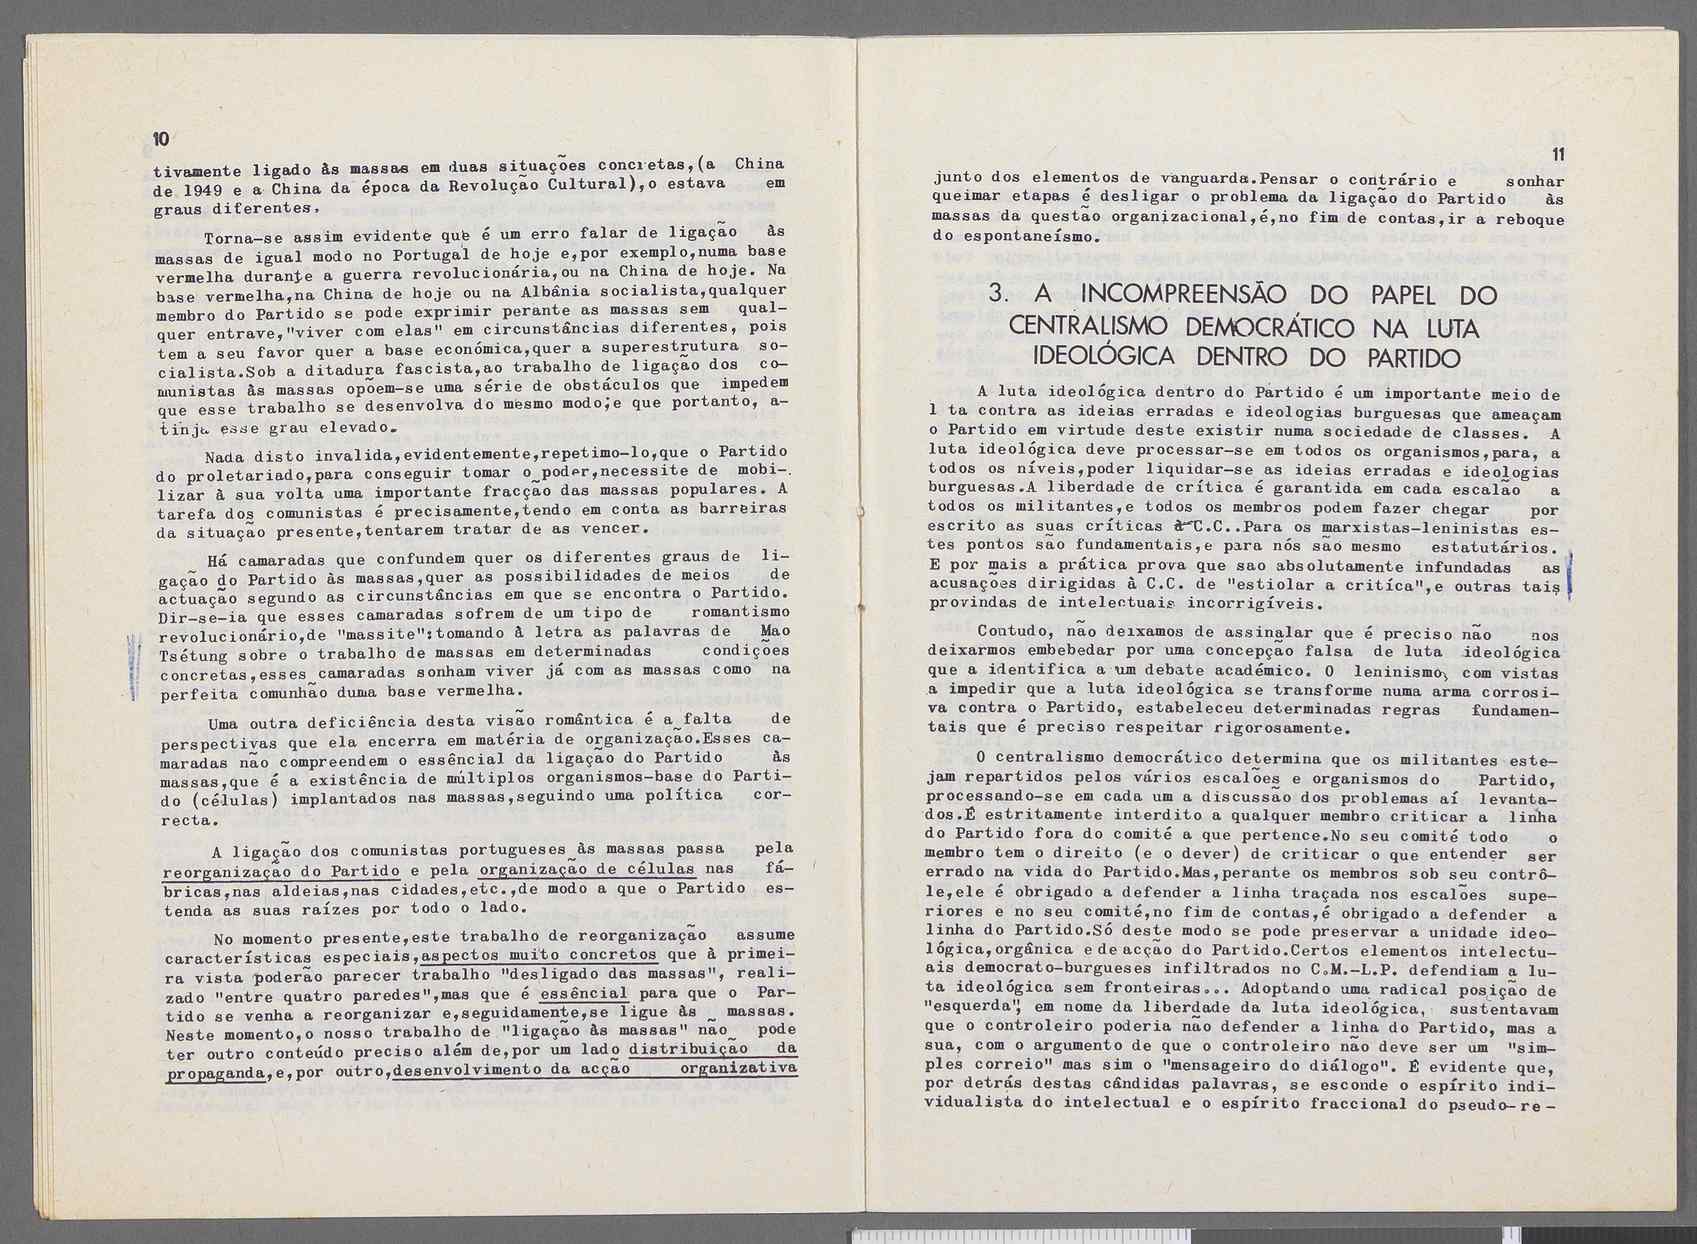 10
tivamente ligado às massas em duas situações concretas,(a China
de 1949 e a China da época da Revolução Cultural),o estava em
graus diferentes.
Torna-se assim evidente que é um erro falar de ligação às
massas de igual modo no Portugal de hoje e,por exemplo,numa base
vermelha durante a guerra revolucionária,ou na China de hoje. Na
base vermelha,na China de hoje ou na Albânia socialista,qualquer
membro do Partido se pode exprimir perante as massas sem qual-
quer entrave,"viver com elas" em circunstâncias diferentes, pois
tem a seu favor quer a base económica,quer a superestrutura so-
cialista.Sob a ditadura fascista,ao trabalho de ligação dos co-
munistas às massas opõem-se uma série de obstáculos que impedem
que esse trabalho se desenvolva do mesmo modo;e que portanto, a-
tinja esse grau elevado.
Nada disto invalida,evidentemente,repetimo-lo,que o Partido
do proletariado,para conseguir tomar o poder,necessite de mobi-
lizar à sua volta uma importante fracção das massas populares. A
tarefa dos comunistas é precisamente,tendo em conta as barreiras
da situação presente,tentarem tratar de as vencer.
Há camaradas que confundem quer os diferentes graus de li-
gação do Partido às massas,quer as possibilidades de meios de
actuação segundo as circunstâncias em que se encontra o Partido.
Dir-se-ia que esses camaradas sofrem de um tipo de romantismo
revolucionário,de "massite":tomando à letra as palavras de Mao
Tsétung sobre o trabalho de massas em determinadas condições
concretas,esses camaradas sonham viver já com as massas como na
perfeita comunhão duma base vermelha.
Uma outra deficiência desta visão romântica é a falta de
perspectivas que ela encerra em matéria de organização.Esses ca-
maradas não compreendem o essêncial da ligação do Partido às
massas,que é a existência de múltiplos organismos-base do Parti-
do (células) implantados nas massas,seguindo uma política cor-
recta.
A ligação dos comunistas portugueses às massas passa pela
reorganização do Partido e pela organização de células nas fá-
bricas,nas aldeias,nas cidades,etc.,de modo a que o Partido es-
tenda as suas raízes por todo o lado.
No momento presente,este trabalho de reorganização assume
características especiais,aspectos muito concretos que à primei-
ra vista poderão parecer trabalho "desligado das massas", reali-
zado "entre quatro paredes",mas que é essêncial para que o Par-
tido se venha a reorganizar e,seguidamente,se ligue às massas.
Neste momento,o nosso trabalho de "ligação às massas" não pode
ter outro conteúdo preciso além de,por um lado distribuição da
propaganda,e,por outro,desenvolvimento da acção organizativa
11
junto dos elementos de vanguarda.Pensar o contrário e sonhar
queimar etapas é desligar o problema da ligação do Partido às
massas da questão organizacional,é,no fim de contas,ir a reboque
do espontaneísmo.
3. A INCOMPREENSÃO DO PAPEL DO
CENTRALISMO DEMOCRÁTICO NA LUTA
IDEOLÓGICA DENTRO DO PARTIDO
A luta ideológica dentro do Partido é um importante meio de
l ta contra as ideias erradas e ideologias burguesas que ameaçam
o Partido em virtude deste existir numa sociedade de classes. A
luta ideológica deve processar-se em todos os organismos,para, a
todos os níveis,poder liquidar-se as ideias erradas e ideologias
burguesas.A liberdade de crítica é garantida em cada escalão a
todos os militantes,e todos os membros podem fazer chegar por
escrito as suas críticas à C.C..Para os marxistas-leninistas es-
tes pontos são fundamentais,e para nós são mesmo estatutários.
E por mais a prática prova que sao absolutamente infundadas as
acusações dirigidas à C.C. de "estiolar a critíca",e outras tais
provindas de intelectuais incorrigíveis.
Contudo, não deixamos de assinalar que é preciso não nos
deixarmos embebedar por uma concepção falsa de luta ideológica
que a identifica a um debate académico. O leninismo, com vistas
a impedir que a luta ideológica se transforme numa arma corrosi-
va contra o Partido, estabeleceu determinadas regras fundamen-
tais que é preciso respeitar rigorosamente.
O centralismo democrático determina que os militantes este-
jam repartidos pelos vários escalões e organismos do Partido,
processando-se em cada um a discussão dos problemas aí levanta-
dos.É estritamente interdito a qualquer membro criticar a linha
do Partido fora do comité a que pertence.No seu comité todo o
membro tem o direito (e o dever) de criticar o que entender ser
errado na vida do Partido.Mas,perante os membros sob seu contrô-
le,ele é obrigado a defender a linha traçada nos escalões supe-
riores e no seu comité,no fim de contas,é obrigado a defender a
linha do Partido.Só deste modo se pode preservar a unidade ideo-
lógica,orgânica e de acção do Partido.Certos elementos intelectu-
ais democrato-burgueses infiltrados no C.M.-L.P. defendiam a lu-
ta ideológica sem fronteiras... Adoptando uma radical posição de
"esquerda", em nome da liberdade da luta ideológica, sustentavam
que o controleiro poderia não defender a linha do Partido, mas a
sua, com o argumento de que o controleiro não deve ser um "sim-
ples correio" mas sim o "mensageiro do diálogo". É evidente que,
por detrás destas cândidas palavras, se esconde o espírito indi-
vidualista do intelectual e o espírito fraccional do pseudo-re-